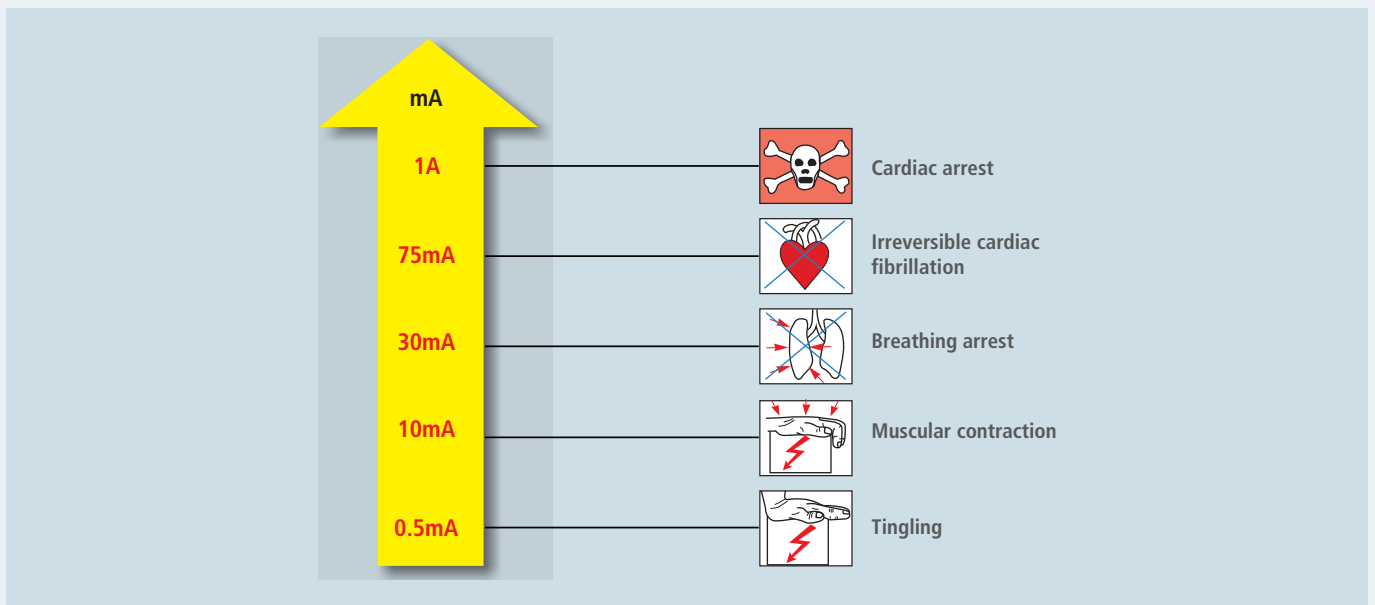 mA
1A
Cardiac arrest
75mA
Irreversible cardiac
fibrillation
30mA
Breathing arrest
10mA
Muscular contraction
0.5mA
Tingling